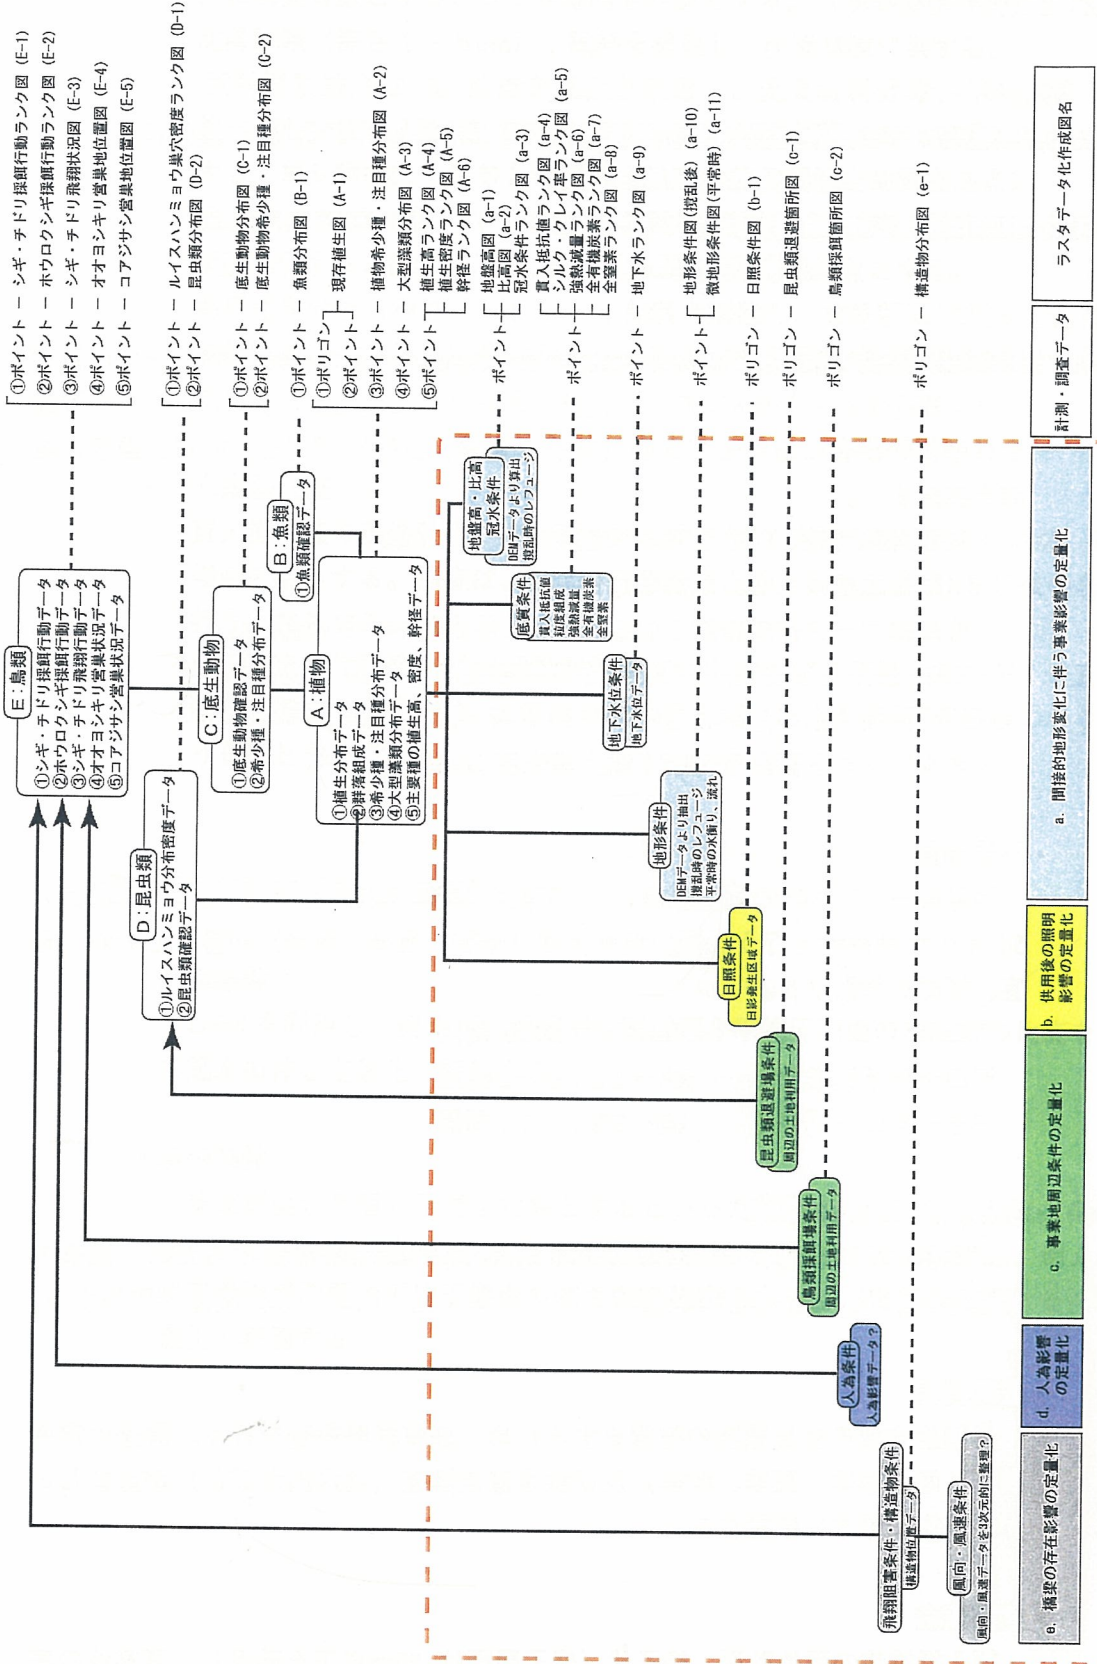 E：鳥類
①シギ・チドリ採餌行動データ
②ホウロクシギ採餌行動データ
③シギ・チドリ飛翔行動データ
④オオヨシキリ営巣状況データ
⑤コアジサシ営巣状況データ
①ポイント － シギ・チドリ採餌行動ランク図 (E-1)
②ポイント － ホウロクシギ採餌行動ランク図 (E-2)
③ポイント － シギ・チドリ飛翔状況図 (E-3)
④ポイント － オオヨシキリ営巣地位置図 (E-4)
⑤ポイント － コアジサシ営巣地位置図 (E-5)
D：昆虫類
①ルイスハンミョウ分布密度データ
②昆虫類確認データ
①ポイント － ルイスハンミョウ巣穴密度ランク図 (D-1)
②ポイント － 昆虫類分布図 (D-2)
C：底生動物
①底生動物確認データ
②希少種・注目種分布データ
①ポイント － 底生動物分布図 (C-1)
②ポイント － 底生動物希少種・注目種分布図 (C-2)
B：魚類
①魚類確認データ
①ポイント － 魚類分布図 (B-1)
A：植物
①植生分布データ
②群落組成データ
③希少種・注目種分布データ
④大型藻類分布データ
⑤主要種の植生高、密度、幹径データ
①ポリゴン
②ポイント
現存植生図 (A-1)
③ポイント － 植物希少種・注目種分布図 (A-2)
④ポイント － 大型藻類分布図 (A-3)
⑤ポイント
植生高ランク図 (A-4)
植生密度ランク図 (A-5)
幹径ランク図 (A-6)
地盤高・比高
冠水条件
DEMデータより算出
撹乱時のレフュージ
ポイント
地盤高図 (a-1)
比高図 (a-2)
冠水条件ランク図 (a-3)
底質条件
貫入抵抗値
粒度組成
強熱減量
全有機炭素
全窒素
ポイント
貫入抵抗値ランク図 (a-4)
シルク・クレイ率ランク図 (a-5)
強熱減量ランク図 (a-6)
全有機炭素ランク図 (a-7)
全窒素ランク図 (a-8)
地下水位条件
地下水位データ
ポイント － 地下水ランク図 (a-9)
地形条件
DEMデータより抽出
撹乱時のレフュージ
平常時の水衝り、流れ
ポイント
地形条件図(撹乱後) (a-10)
微地形条件図(平常時) (a-11)
日照条件
日影発生区域データ
ポリゴン － 日照条件図 (b-1)
昆虫類退避場条件
周辺の土地利用データ
ポリゴン － 昆虫類退避箇所図 (c-1)
鳥類採餌場条件
周辺の土地利用データ
ポリゴン － 鳥類採餌箇所図 (c-2)
人為条件
人為影響データ？
飛翔阻害条件・構造物条件
構造物位置データ
ポリゴン － 構造物分布図 (e-1)
風向・風速条件
風向・風速データを3次元的に整理？
e. 橋梁の存在影響の定量化
d. 人為影響
の定量化
c. 事業地周辺条件の定量化
b. 供用後の照明
影響の定量化
a. 間接的地形変化に伴う事業影響の定量化
計測・調査データ
ラスタデータ化作成図名